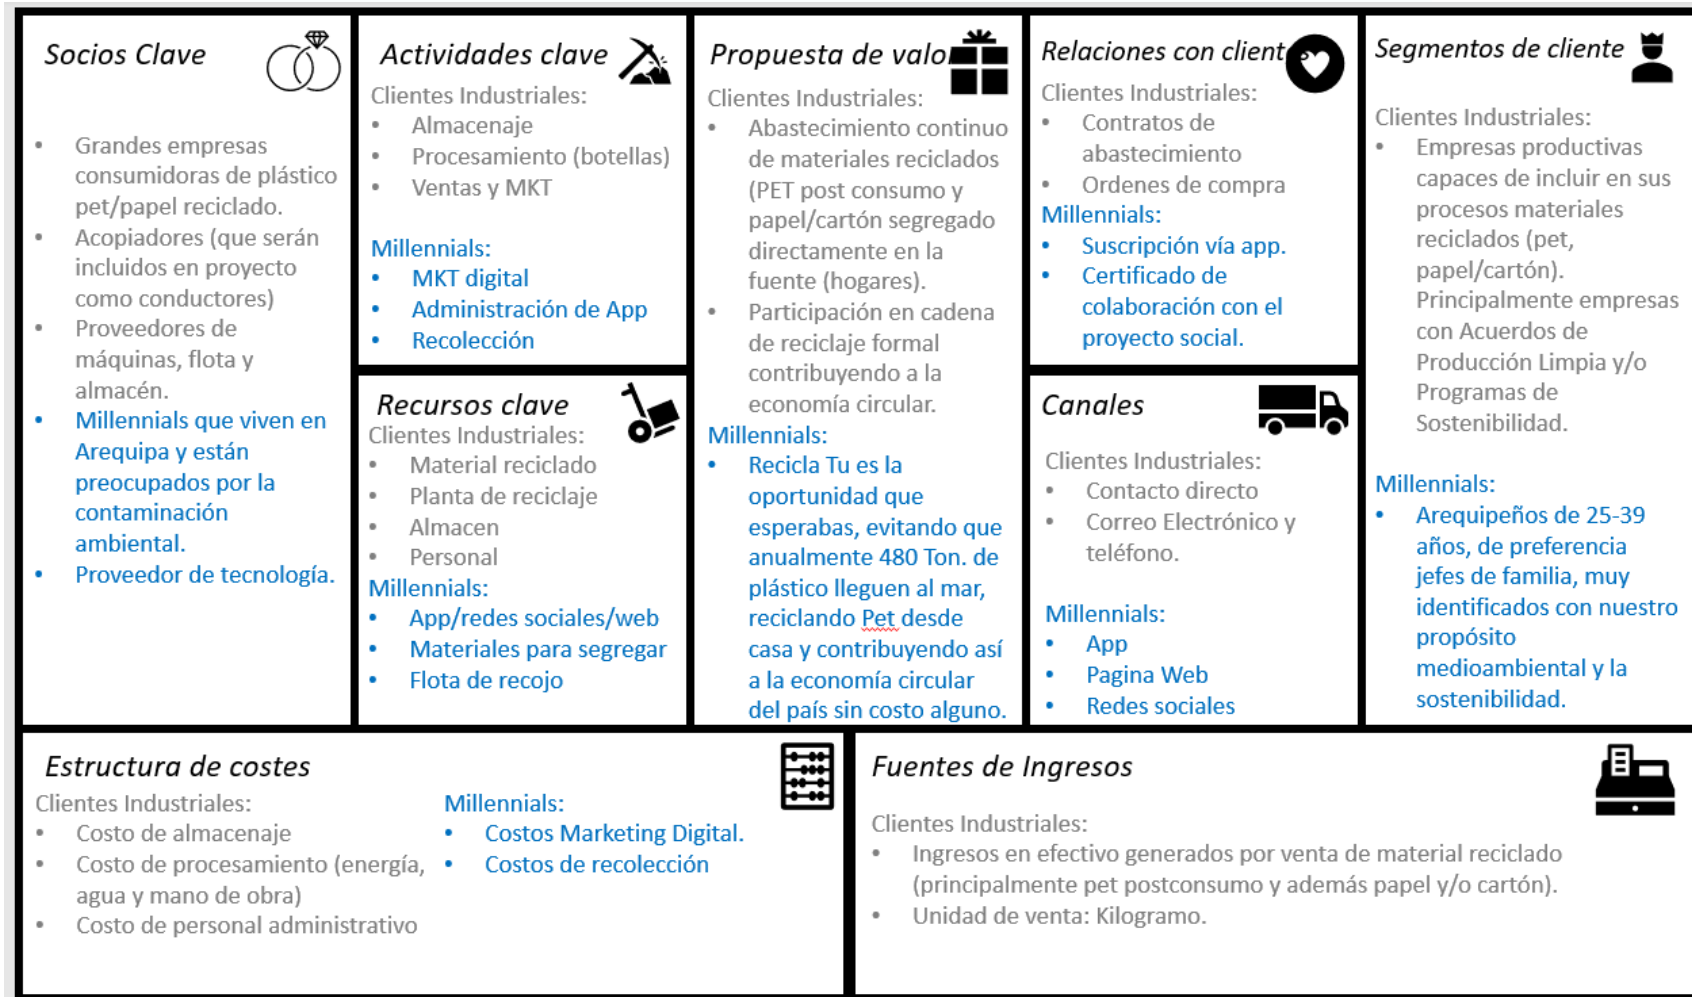 Socios Clave
Grandes empresas
consumidoras de plástico
pet/papel reciclado.
Acopiadores (que serán
incluidos en proyecto
como conductores)
Proveedores de
máquinas, flota y
almacén.
Millennials que viven en
Arequipa y están
preocupados por la
contaminación
ambiental.
Proveedor de tecnología.
Actividades clave
Clientes Industriales:
Almacenaje
Procesamiento (botellas)
Ventas y MKT
Millennials:
MKT digital
Administración de App
Recolección
Recursos clave
Clientes Industriales:
Material reciclado
Planta de reciclaje
Almacen
Personal
Millennials:
App/redes sociales/web
Materiales para segregar
Flota de recojo
Propuesta de valo
Clientes Industriales:
Abastecimiento continuo
de materiales reciclados
(PET post consumo y
papel/cartón segregado
directamente en la
fuente (hogares).
Participación en cadena
de reciclaje formal
contribuyendo a la
economía circular.
Millennials:
Recicla Tu es la
oportunidad que
esperabas, evitando que
anualmente 480 Ton. de
plástico lleguen al mar,
reciclando Pet desde
casa y contribuyendo así
a la economía circular
del país sin costo alguno.
Relaciones con clientes
Clientes Industriales:
Contratos de
abastecimiento
Ordenes de compra
Millennials:
Suscripción vía app.
Certificado de
colaboración con el
proyecto social.
Canales
Clientes Industriales:
Contacto directo
Correo Electrónico y
teléfono.
Millennials:
App
Pagina Web
Redes sociales
Segmentos de cliente
Clientes Industriales:
Empresas productivas
capaces de incluir en sus
procesos materiales
reciclados (pet,
papel/cartón).
Principalmente empresas
con Acuerdos de
Producción Limpia y/o
Programas de
Sostenibilidad.
Millennials:
Arequipeños de 25-39
años, de preferencia
jefes de familia, muy
identificados con nuestro
propósito
medioambiental y la
sostenibilidad.
Estructura de costes
Clientes Industriales:
Costo de almacenaje
Costo de procesamiento (energía,
agua y mano de obra)
Costo de personal administrativo
Millennials:
Costos Marketing Digital.
Costos de recolección
Fuentes de Ingresos
Clientes Industriales:
Ingresos en efectivo generados por venta de material reciclado
(principalmente pet postconsumo y además papel y/o cartón).
Unidad de venta: Kilogramo.